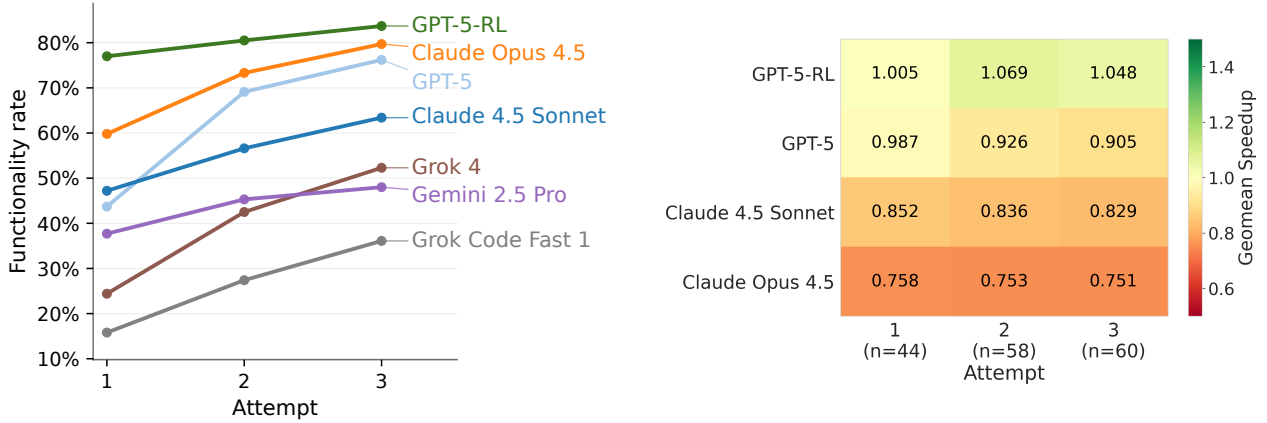 Functionality rate
80%
70%
60%
50%
40%
30%
20%
10%
1
2
3
Attempt
GPT-5-RL
Claude Opus 4.5
GPT-5
Claude 4.5 Sonnet
Grok 4
Gemini 2.5 Pro
Grok Code Fast 1
GPT-5-RL 1.005 1.069 1.048
GPT-5 0.987 0.926 0.905
Claude 4.5 Sonnet 0.852 0.836 0.829
Claude Opus 4.5 0.758 0.753 0.751
1 2 3
(n=44) (n=58) (n=60)
Attempt
1.4
1.2
1.0
0.8
0.6
Geomean Speedup